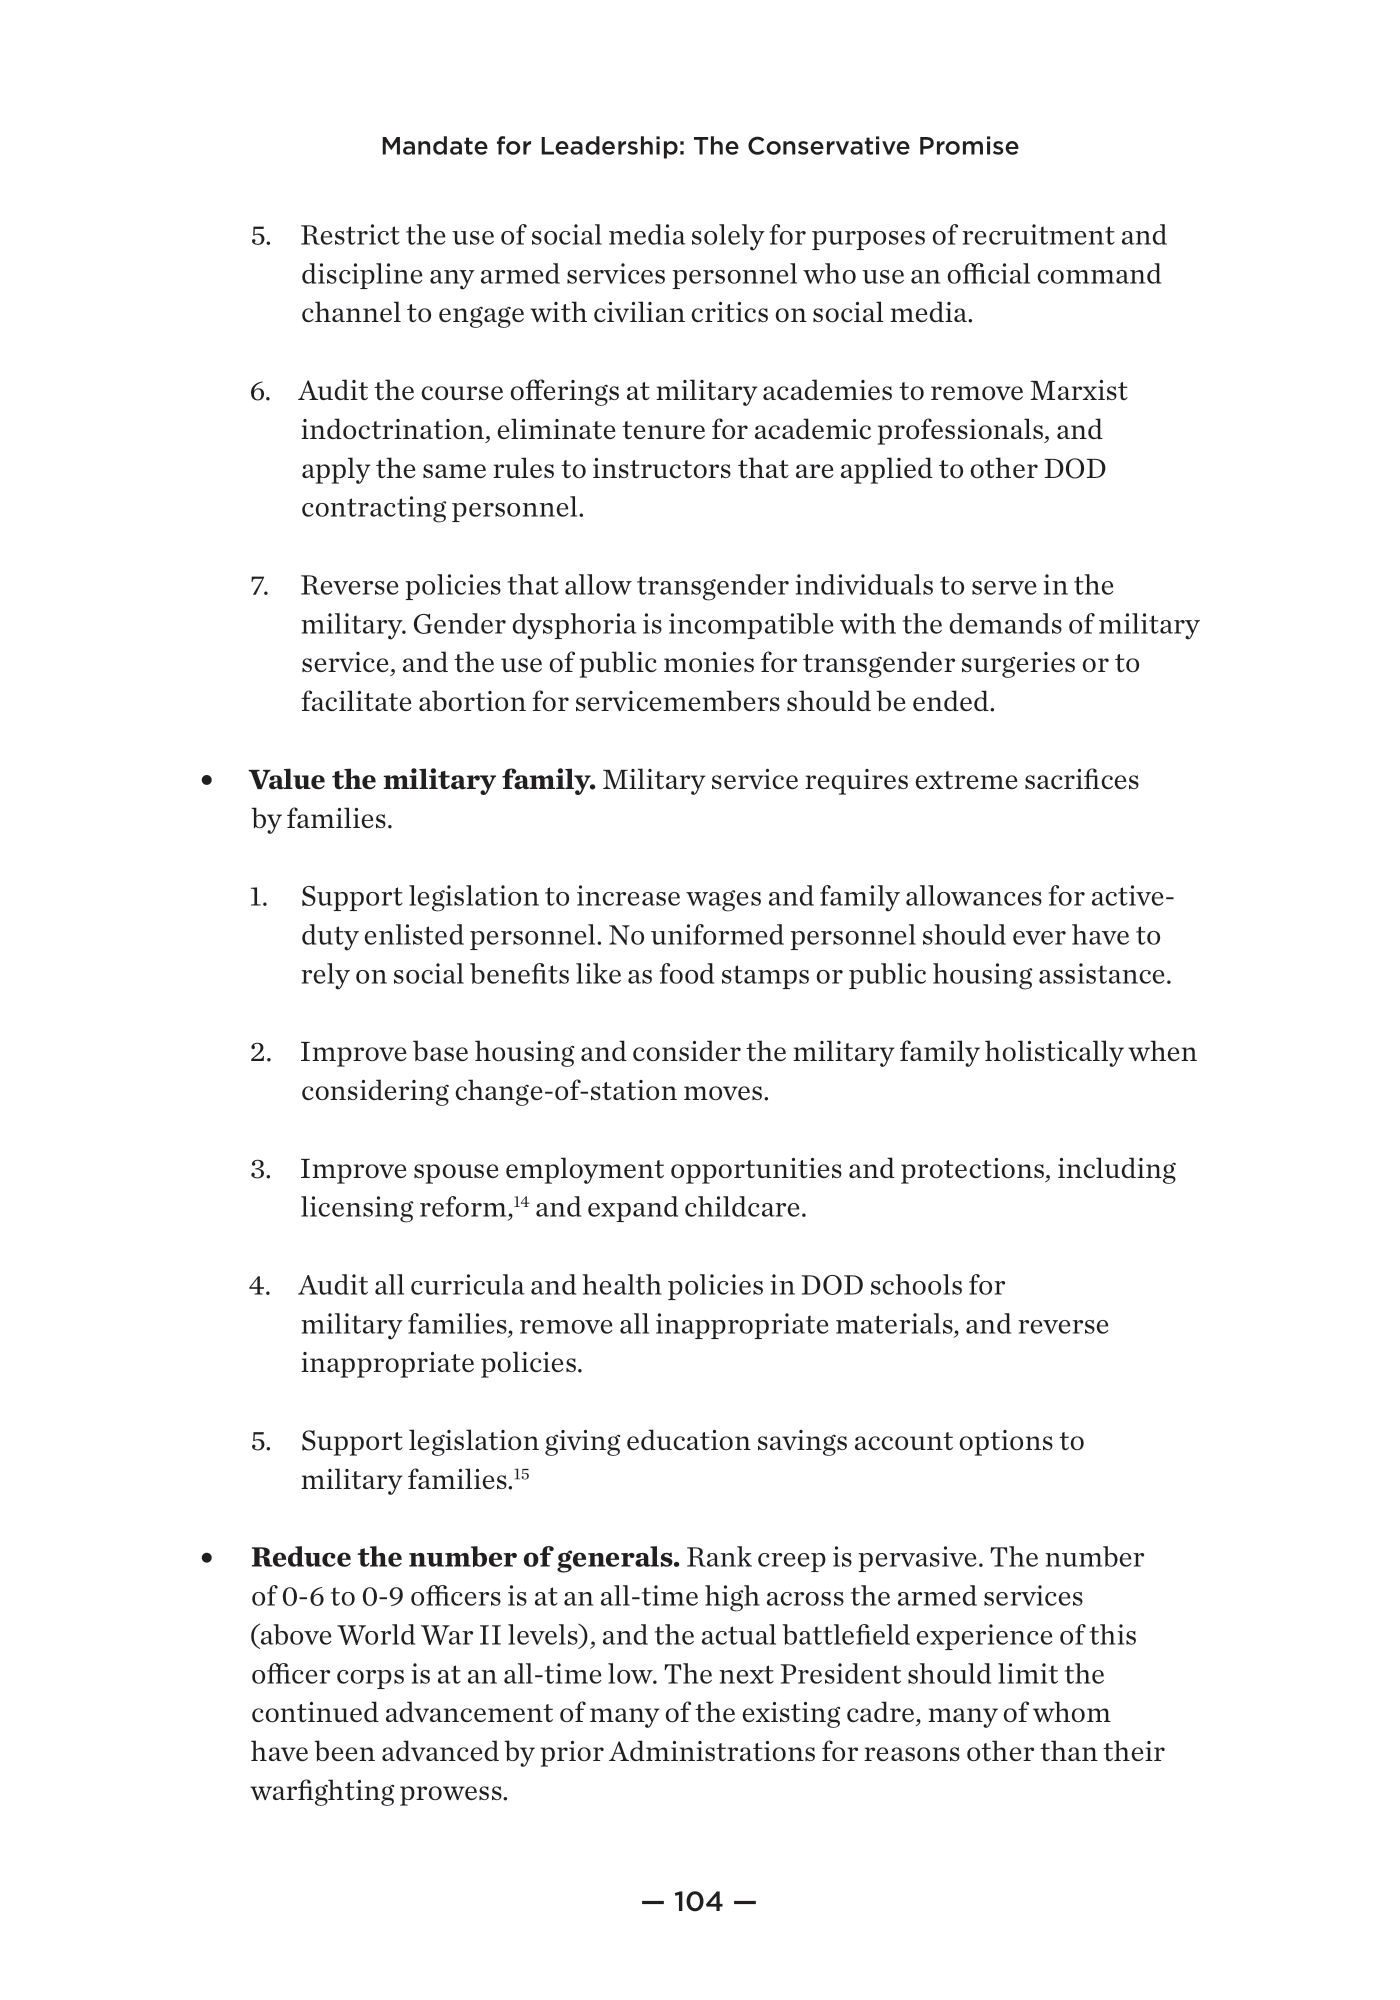 Mandate for Leadership: The Conservative Promise
5. Restrict the use of social media solely for purposes of recruitment and
discipline any armed services personnel who use an official command
channel to engage with civilian critics on social media.
6. Audit the course offerings at military academies to remove Marxist
indoctrination, eliminate tenure for academic professionals, and
apply the same rules to instructors that are applied to other DOD
contracting personnel.
7. Reverse policies that allow transgender individuals to serve in the
military. Gender dysphoria is incompatible with the demands of military
service, and the use of public monies for transgender surgeries or to
facilitate abortion for servicemembers should be ended.
• Value the military family. Military service requires extreme sacrifices
by families.
1. Support legislation to increase wages and family allowances for active-
duty enlisted personnel. No uniformed personnel should ever have to
rely on social benefits like as food stamps or public housing assistance.
2. Improve base housing and consider the military family holistically when
considering change-of-station moves.
3. Improve spouse employment opportunities and protections, including
licensing reform,¹⁴ and expand childcare.
4. Audit all curricula and health policies in DOD schools for
military families, remove all inappropriate materials, and reverse
inappropriate policies.
5. Support legislation giving education savings account options to
military families.¹⁵
• Reduce the number of generals. Rank creep is pervasive. The number
of 0-6 to 0-9 officers is at an all-time high across the armed services
(above World War II levels), and the actual battlefield experience of this
officer corps is at an all-time low. The next President should limit the
continued advancement of many of the existing cadre, many of whom
have been advanced by prior Administrations for reasons other than their
warfighting prowess.
— 104 —